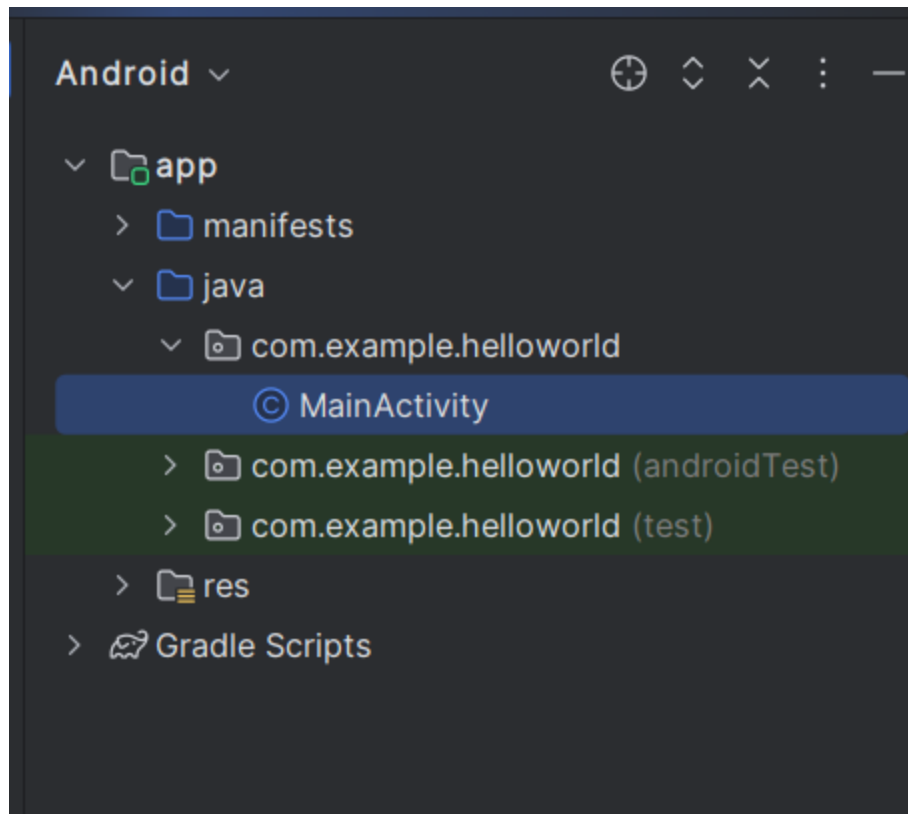 Android
app
manifests
java
com.example.helloworld
MainActivity
com.example.helloworld (androidTest)
com.example.helloworld (test)
res
Gradle Scripts